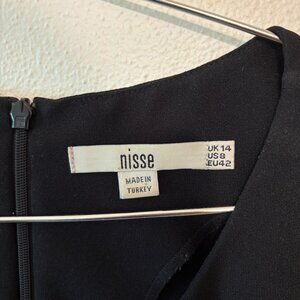 nisse
UK 14
US 8
EU 42
MADE IN
TURKEY